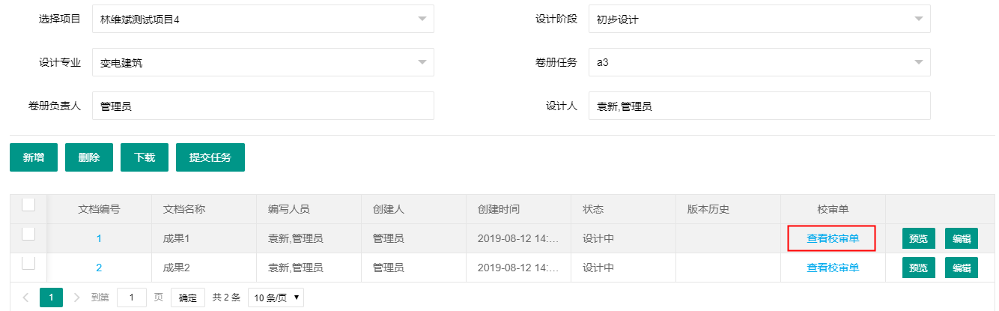 选择项目 林维斌测试项目4 设计阶段 初步设计
设计专业 变电建筑 卷册任务 a3
卷册负责人 管理员 设计人 袁新,管理员
新增 删除 下载 提交任务
文档编号 文档名称 编写人员 创建人 创建时间 状态 版本历史 校审单
1 成果1 袁新,管理员 管理员 2019-08-12 14:... 设计中 查看校审单 预览 编辑
2 成果2 袁新,管理员 管理员 2019-08-12 14:... 设计中 查看校审单 预览 编辑
1 到第 1 页 确定 共 2 条 10 条/页